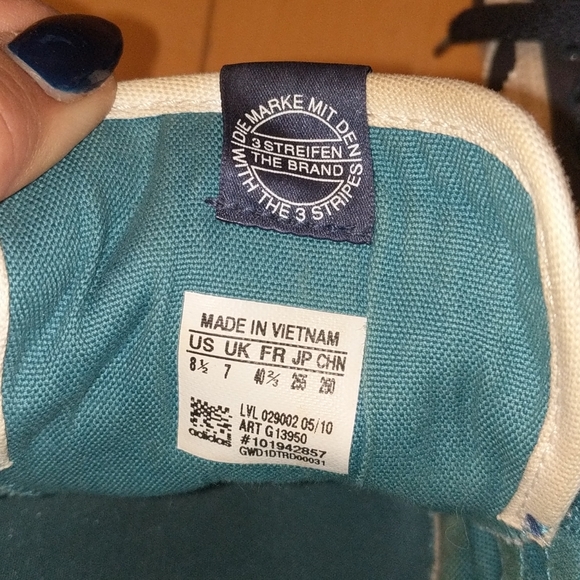 DIE MARKE MIT DEN
3 STREIFEN
THE BRAND
WITH THE 3 STRIPES
MADE IN VIETNAM
US UK FR JP CHN
8½ 7 40⅔ 255 260
LVL 029002 05/10
ART G13950
#101942857
adidas GWD1DTRD00031